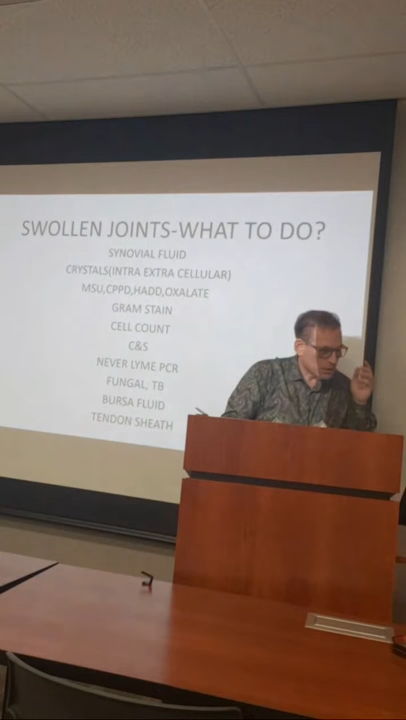 SWOLLEN JOINTS-WHAT TO DO?
SYNOVIAL FLUID
CRYSTALS(INTRA EXTRA CELLULAR)
MSU,CPPD,HADD,OXALATE
GRAM STAIN
CELL COUNT
C&S
NEVER LYME PCR
FUNGAL, TB
BURSA FLUID
TENDON SHEATH